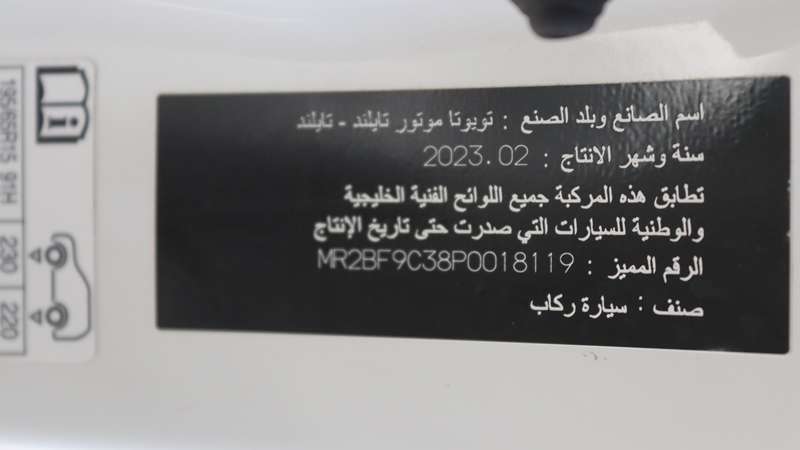 اسم الصانع وبلد الصنع : تويوتا موتور تايلند - تايلند
سنة وشهر الانتاج : 2023.02
تطابق هذه المركبة جميع اللوائح الفنية الخليجية
والوطنية للسيارات التي صدرت حتى تاريخ الإنتاج
الرقم المميز : MR2BF9C38P0018119
صنف : سيارة ركاب
195/65R15 91H
230
220